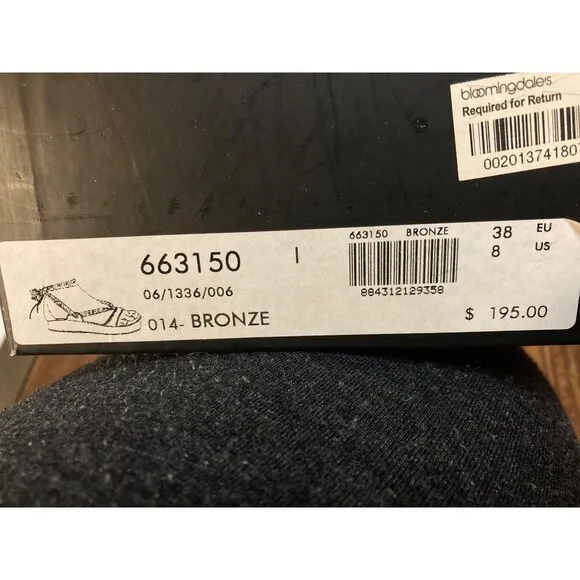 bloomingdale's
Required for Return
00201374180
663150
06/1336/006
014- BRONZE
663150 BRONZE
884312129358
38 EU
8 US
$ 195.00